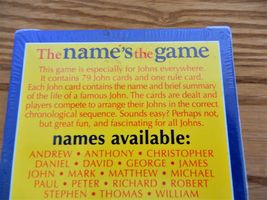 The name's the game
This game is especially for Johns everywhere.
It contains 79 John cards and one rule card.
Each John card contains the name and brief summary
of the life of a famous John. The cards are dealt and
players compete to arrange their Johns in the correct
chronological sequence. Sounds easy? Perhaps not,
but great fun, and fascinating for all Johns.
names available:
ANDREW • ANTHONY • CHRISTOPHER
DANIEL • DAVID • GEORGE • JAMES
JOHN • MARK • MATTHEW • MICHAEL
PAUL • PETER • RICHARD • ROBERT
STEPHEN • THOMAS • WILLIAM